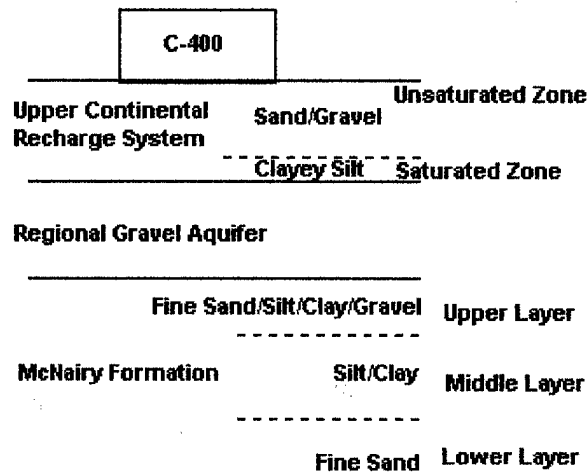 C-400
Unsaturated Zone
Upper Continental
Recharge System
Sand/Gravel
Clayey Silt
Saturated Zone
Regional Gravel Aquifer
Fine Sand/Silt/Clay/Gravel
Upper Layer
McNairy Formation
Silt/Clay
Middle Layer
Fine Sand
Lower Layer